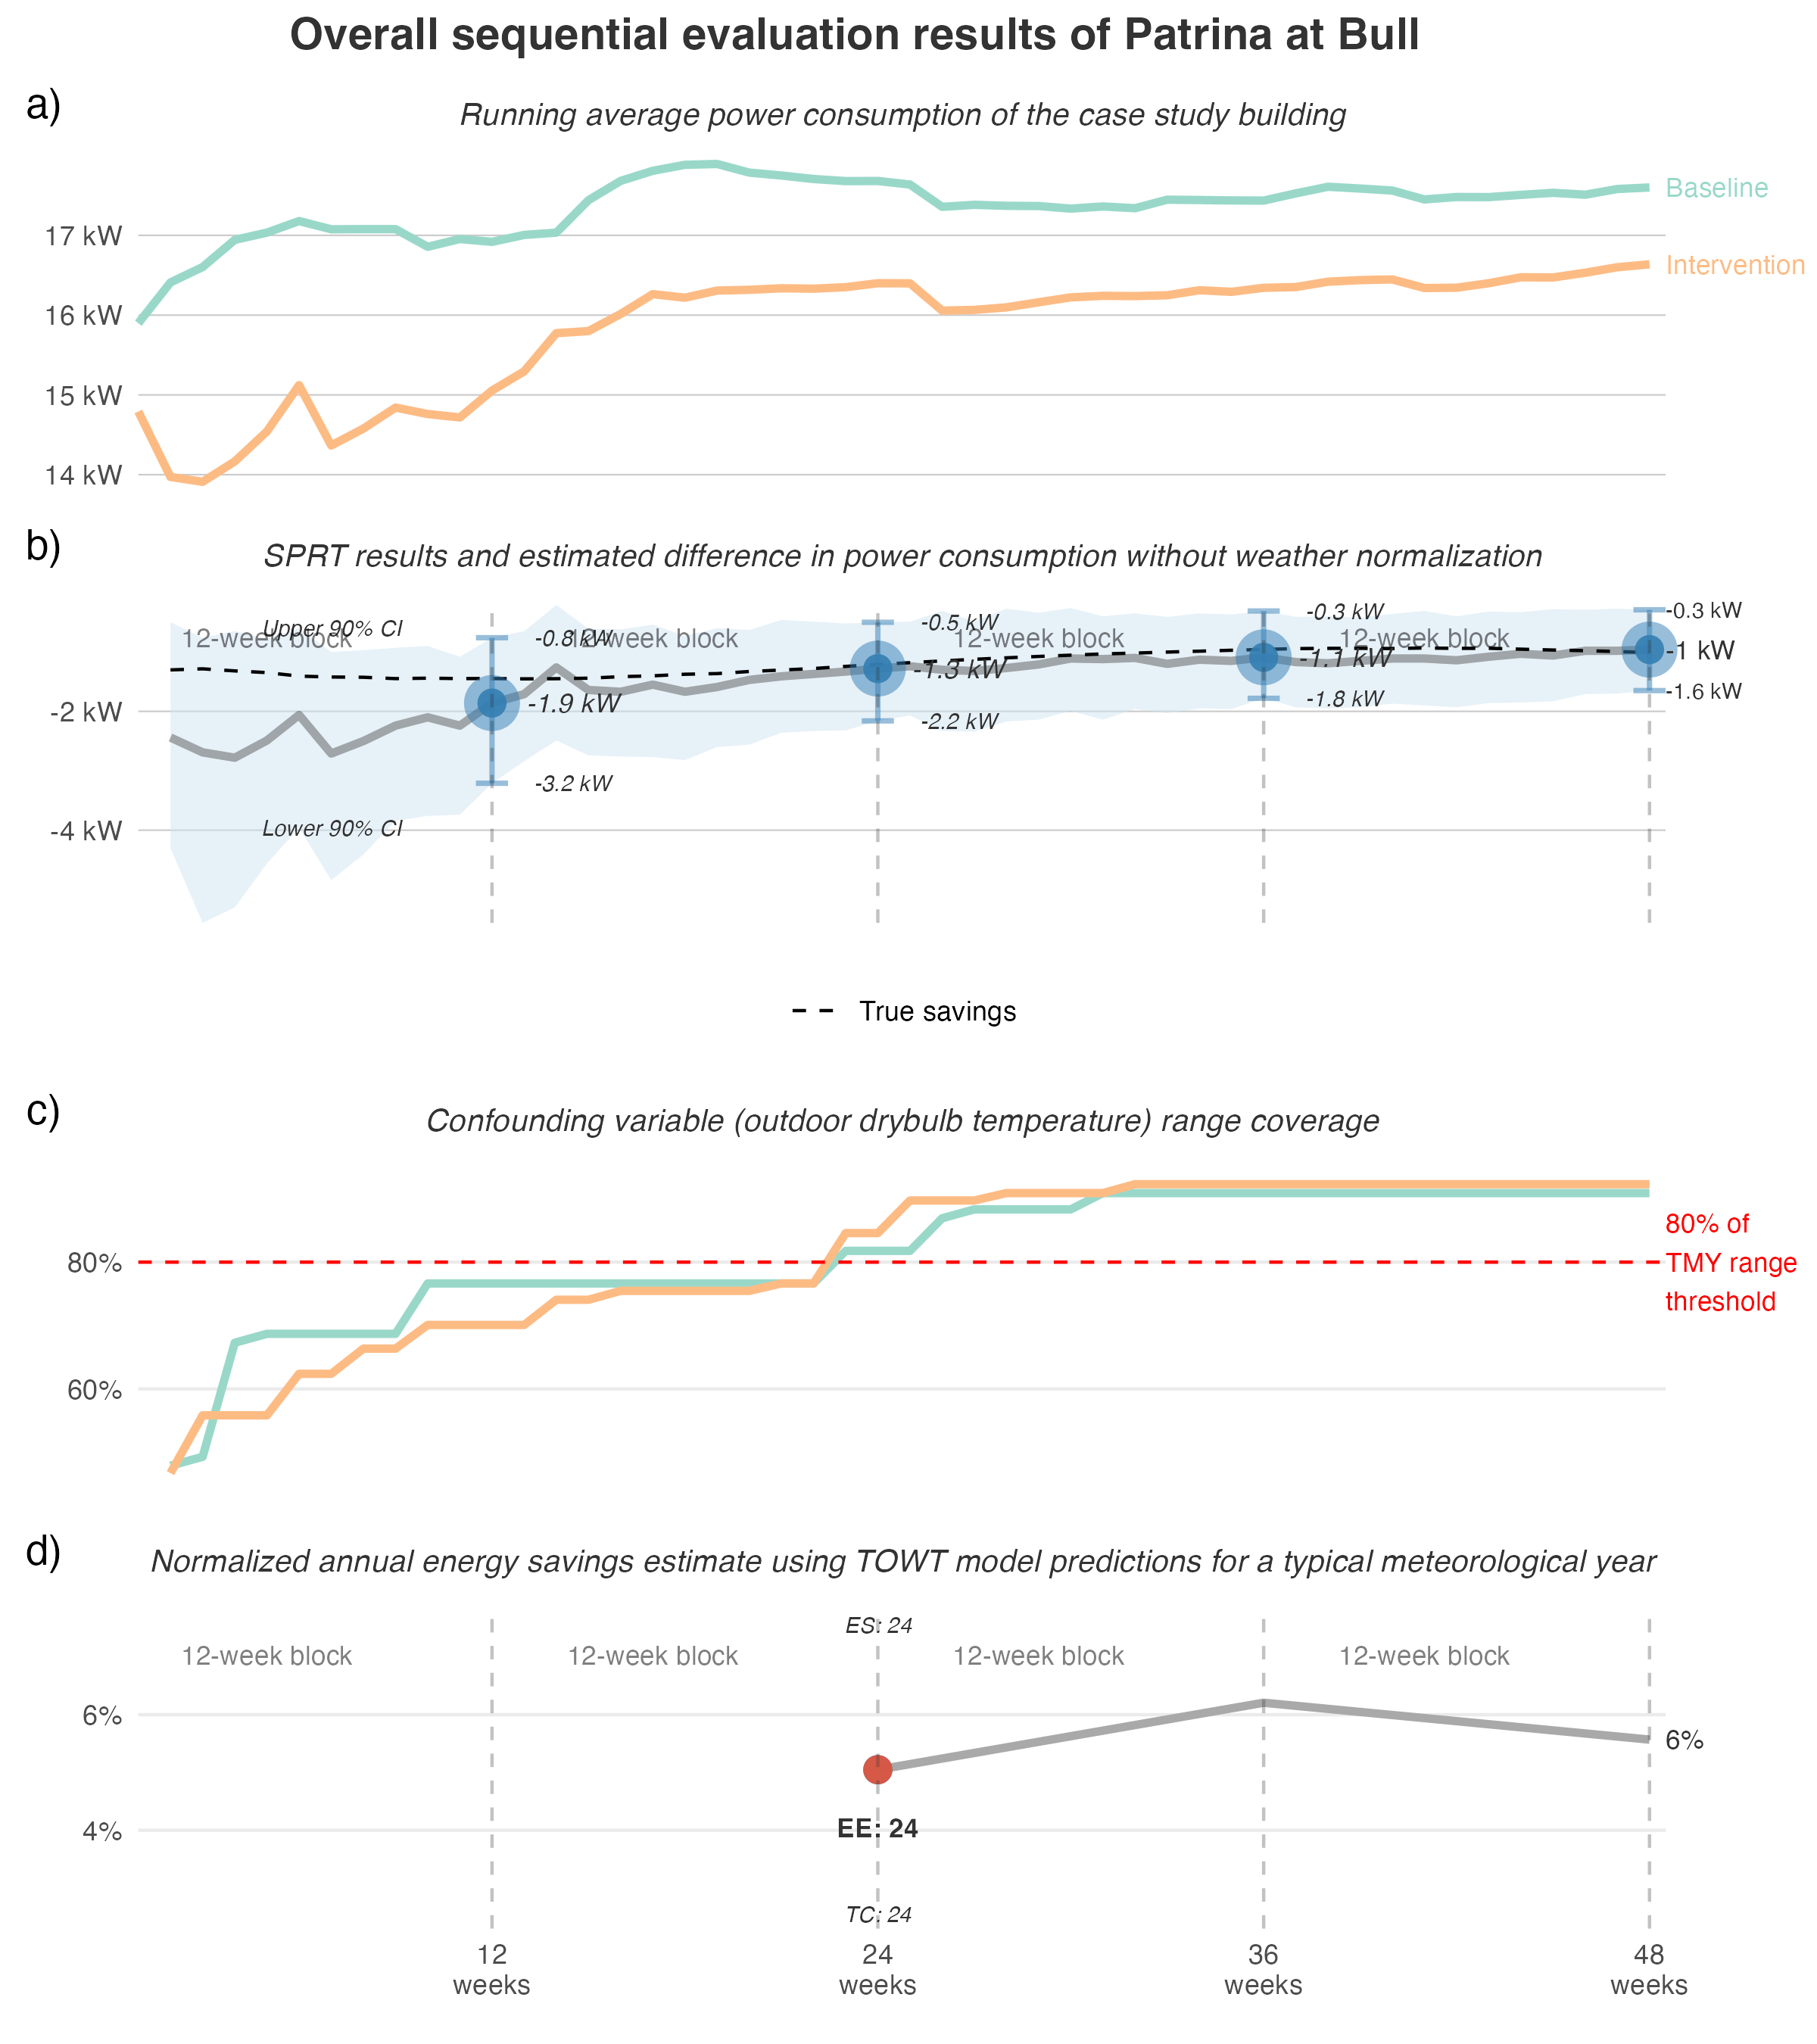 Overall sequential evaluation results of Patrina at Bull
a)
Running average power consumption of the case study building
Baseline
17 kW
Intervention
16 kW
15 kW
14 kW
b)
SPRT results and estimated difference in power consumption without weather normalization
Upper 90% CI
12-week block
12-week block
12-week block
12-week block
-0.8 kW
-0.5 kW
-0.3 kW
-0.3 kW
-1.9 kW
-1.3 kW
-1.1 kW
-1 kW
-2 kW
-3.2 kW
-2.2 kW
-1.8 kW
-1.6 kW
Lower 90% CI
-4 kW
True savings
c)
Confounding variable (outdoor drybulb temperature) range coverage
80% of
TMY range
threshold
80%
60%
d)
Normalized annual energy savings estimate using TOWT model predictions for a typical meteorological year
ES: 24
12-week block
12-week block
12-week block
12-week block
6%
6%
4%
EE: 24
TC: 24
12
weeks
24
weeks
36
weeks
48
weeks